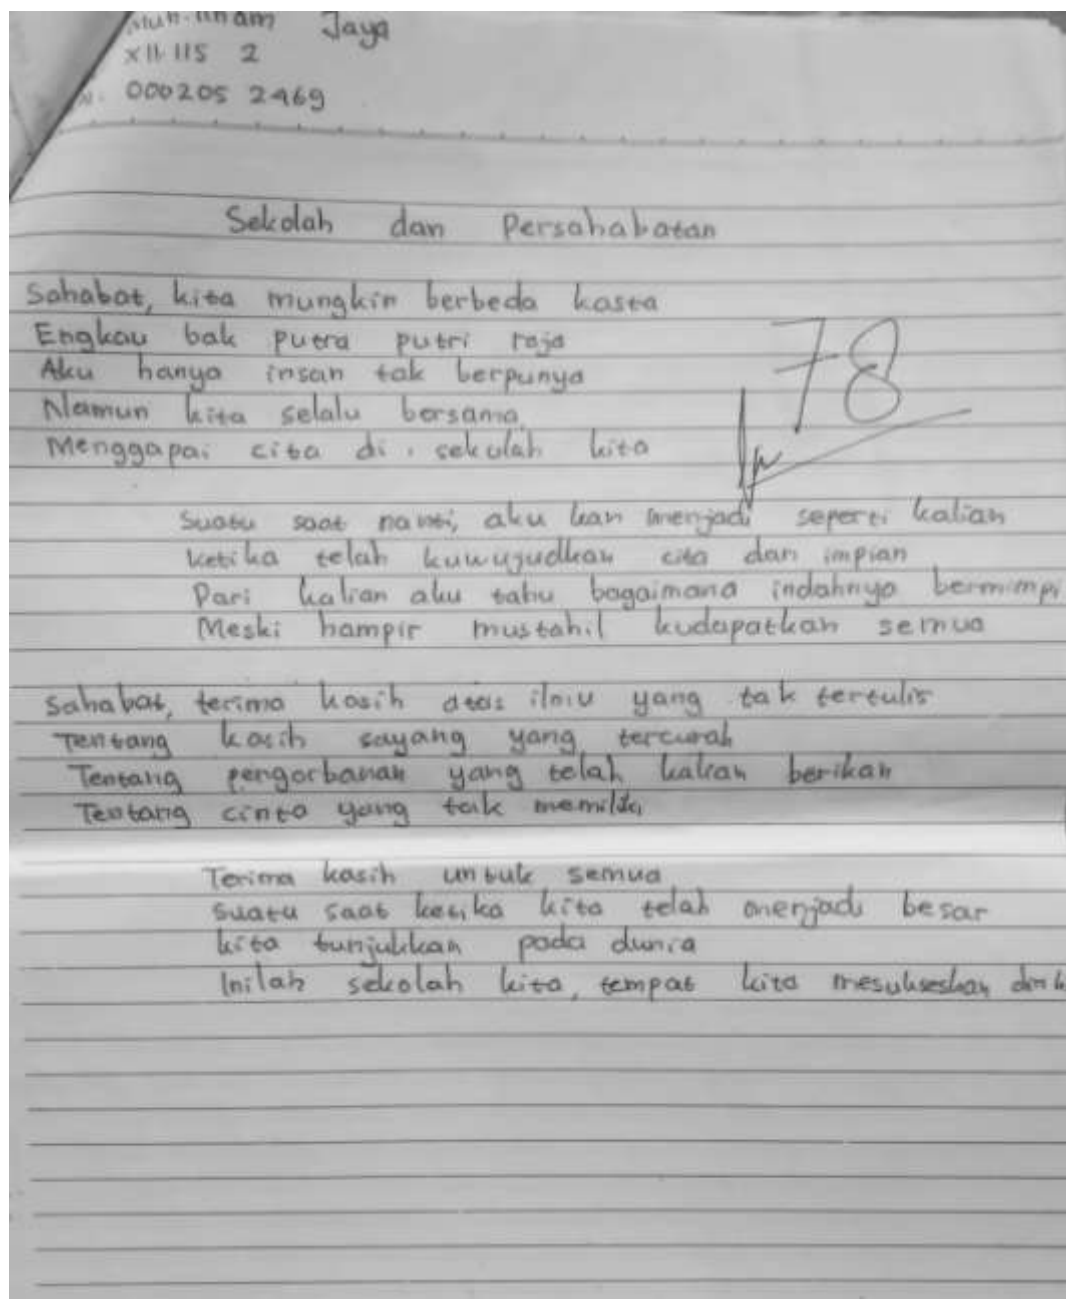 Muh. Ilham Jaya
XII IIS 2
000205 2469
Sekolah dan Persahabatan
Sahabat, kita mungkin berbeda kasta
Engkau bak putra putri raja
Aku hanya insan tak berpunya
Namun kita selalu bersama
Menggapai cita di sekolah kita
78
Suatu saat nanti, aku kan menjadi seperti kalian
ketika telah kuwujudkan cita dan impian
Dari kalian aku tahu bagaimana indahnya bermimpi
Meski hampir mustahil kudapatkan semua
Sahabat, terima kasih atas ilmu yang tak tertulis
Tentang kasih sayang yang tercurah
Tentang pengorbanan yang telah kalian berikan
Tentang cinta yang tak memiliki
Terima kasih untuk semua
Suatu saat ketika kita telah menjadi besar
kita tunjukkan pada dunia
Inilah sekolah kita, tempat kita mesukseskan